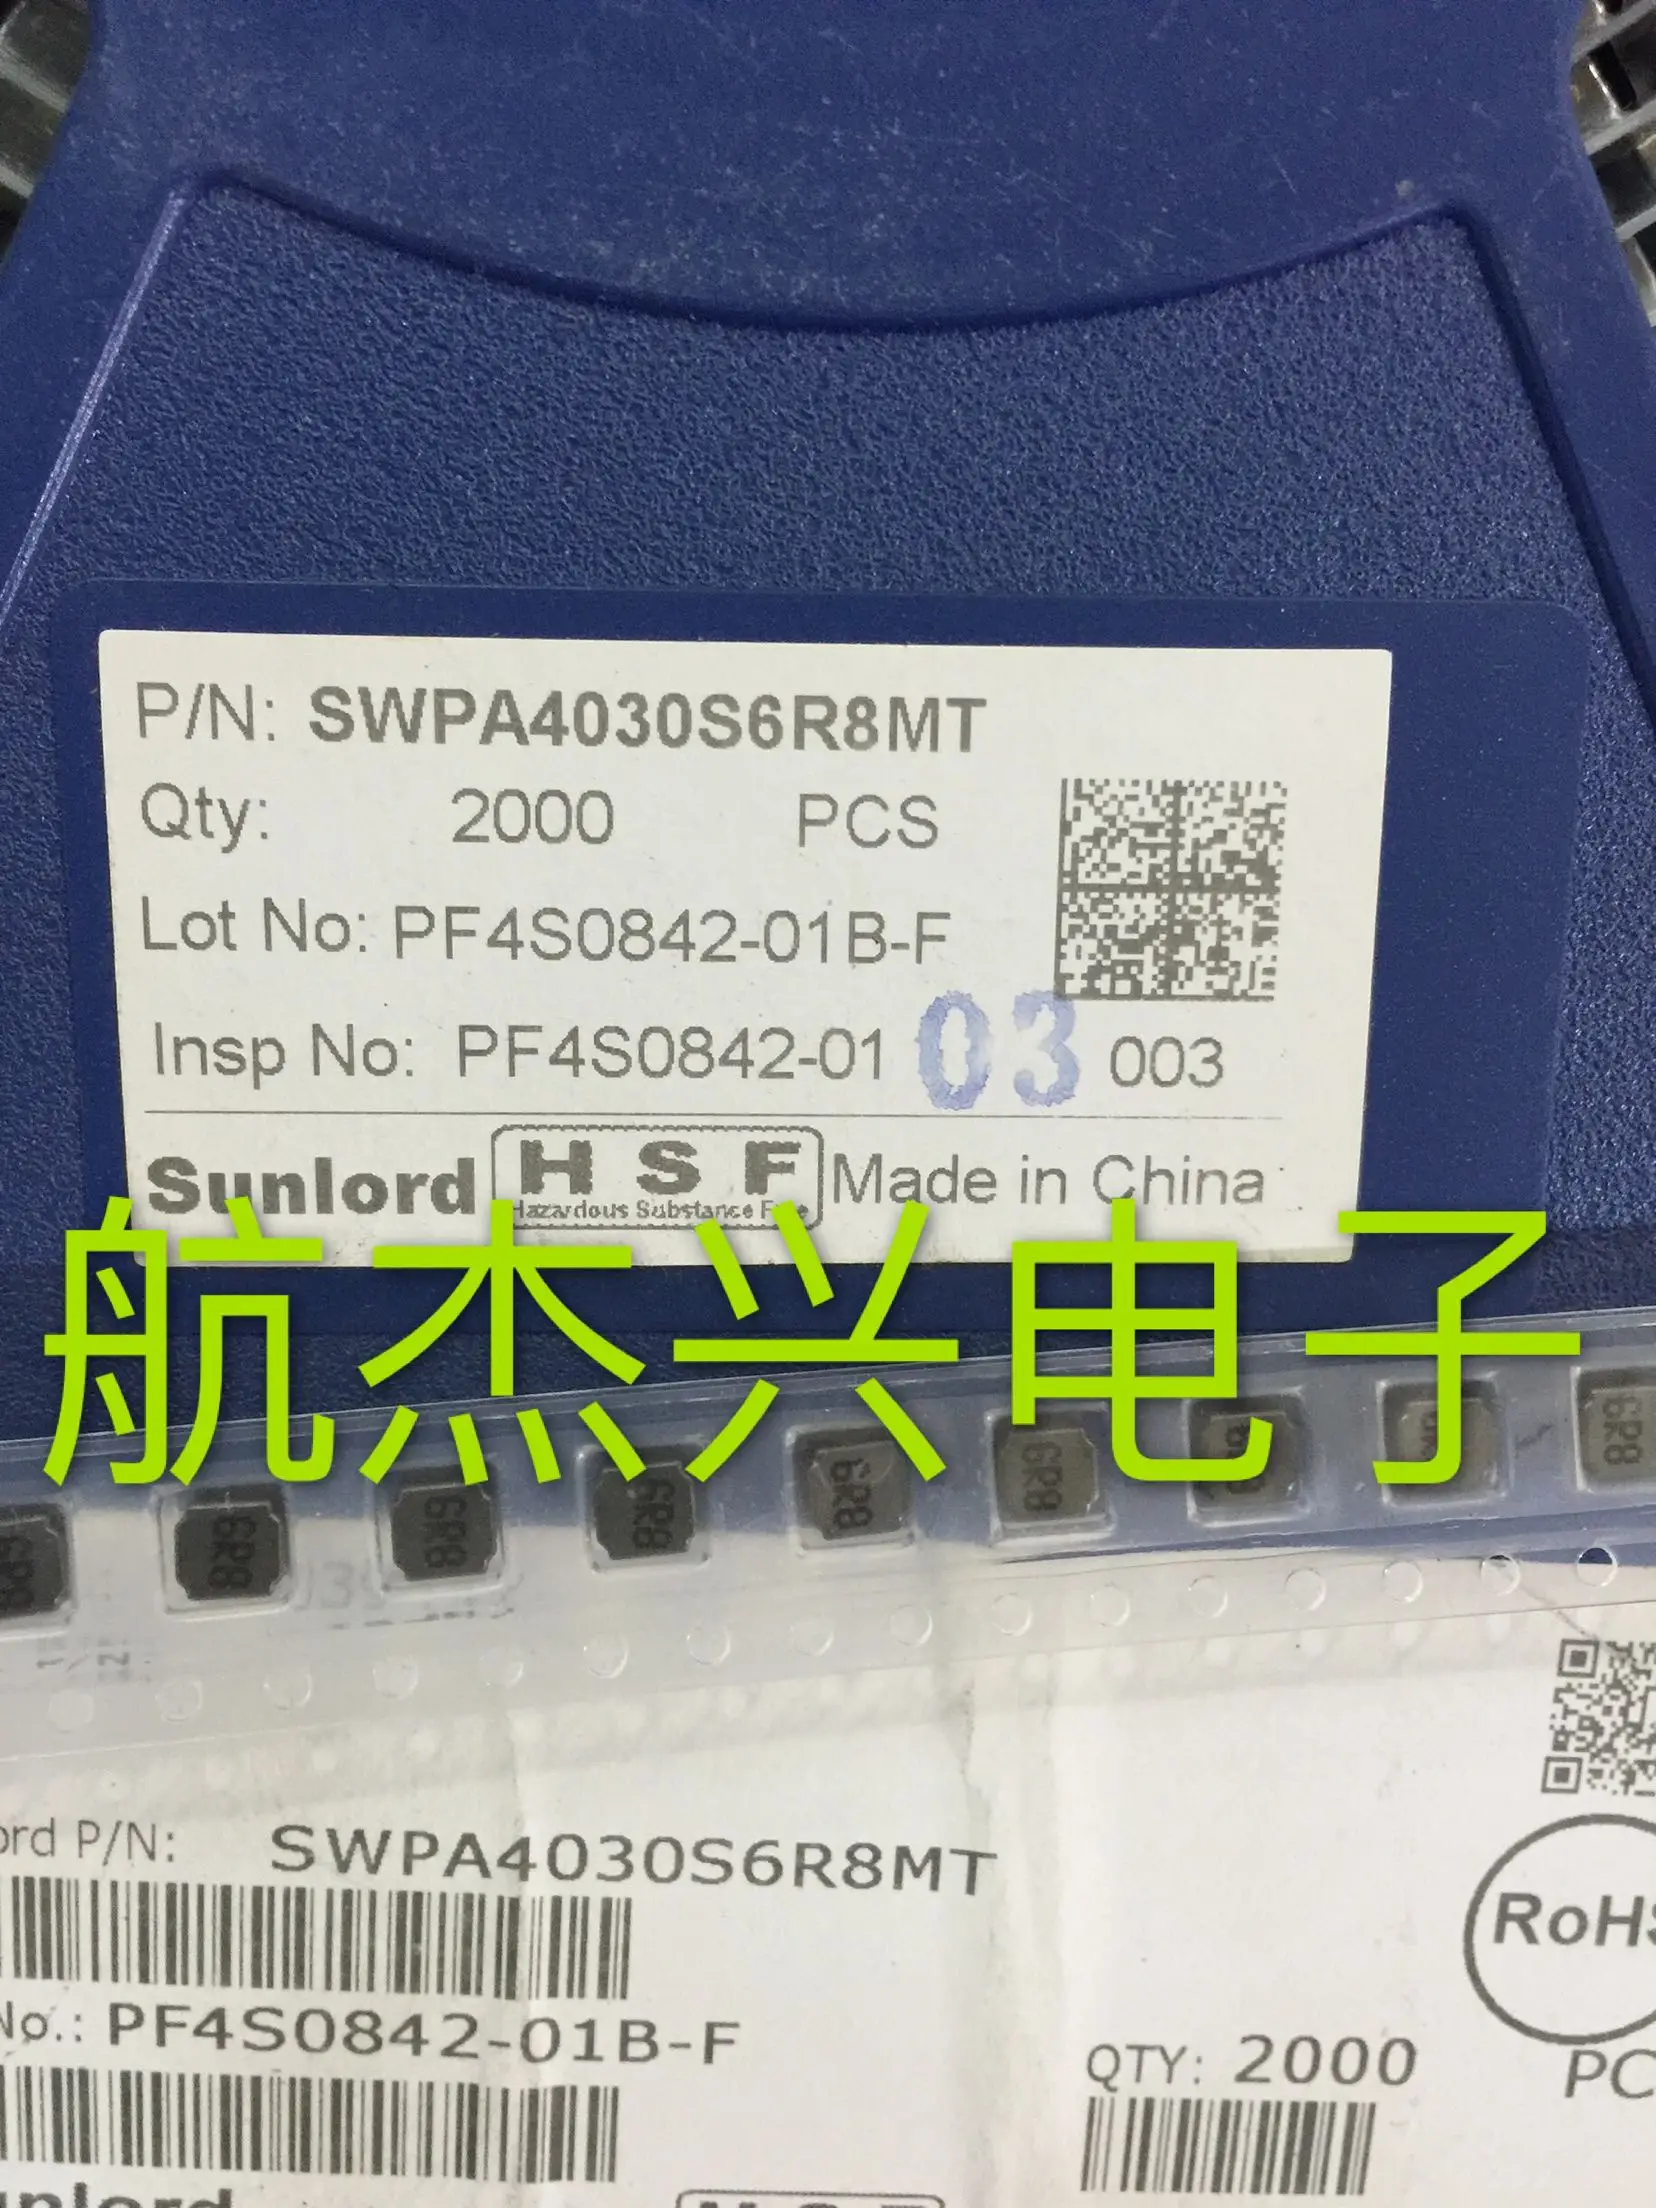 P/N: SWPA4030S6R8MT
Qty: 2000 PCS
Lot No: PF4S0842-01B-F
Insp No: PF4S0842-01 03 003
Sunlord HSF Made in China
Hazardous Substance Free
航杰兴电子
6R8
6R8
6R8
6R8
6R8
6R8
6R8
P/N: SWPA4030S6R8MT
No.: PF4S0842-01B-F
RoHS
QTY: 2000 PC